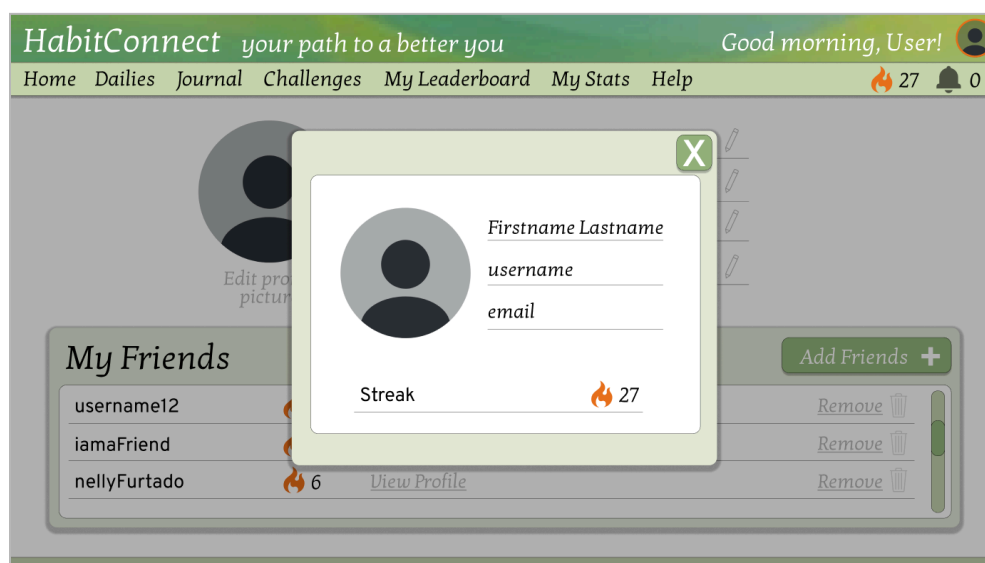 HabitConnect your path to a better you Good morning, User!
Home Dailies Journal Challenges My Leaderboard My Stats Help 27 0
X
Firstname Lastname
username
email
Edit
Streak 27
My Friends Add Friends +
username12 Remove
iamaFriend Remove
nellyFurtado 6 View Profile Remove